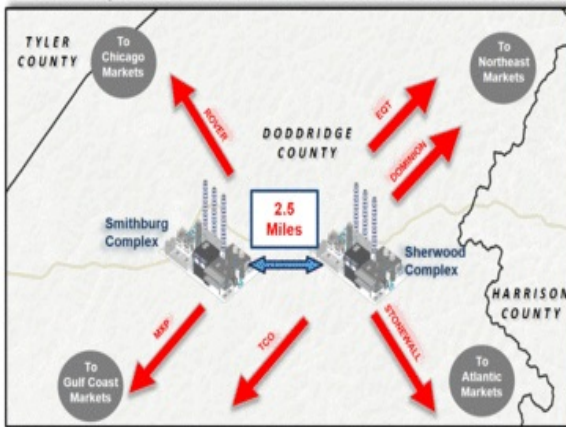 TYLER
COUNTY
To
Chicago
Markets
To
Northeast
Markets
ROVER
EQT
DOMINION
DODDRIDGE
COUNTY
2.5
Miles
Smithburg
Complex
Sherwood
Complex
HARRISON
COUNTY
MXP
TCO
STONEWALL
To
Gulf Coast
Markets
To
Atlantic
Markets